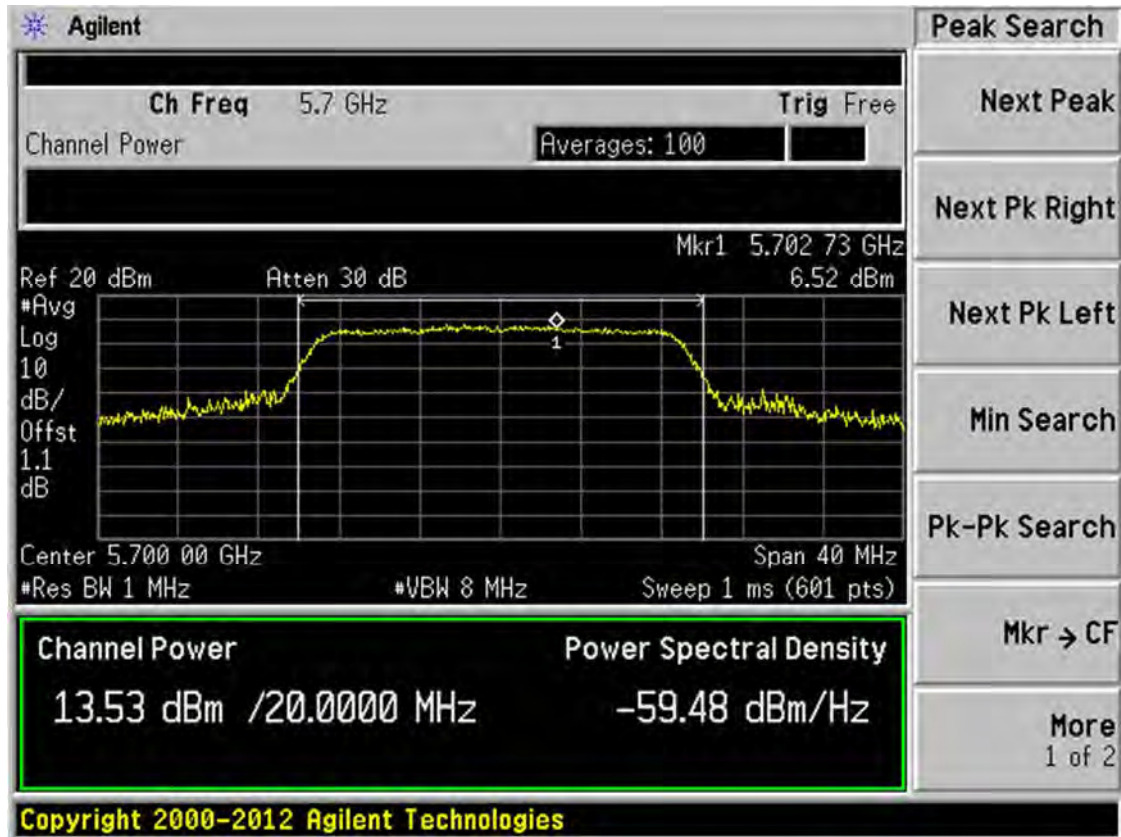 Agilent
Peak Search
Ch Freq 5.7 GHz Trig Free
Channel Power Averages: 100
Mkr1 5.702 73 GHz
Ref 20 dBm Atten 30 dB 6.52 dBm
#Avg
Log
10
dB/
Offst
1.1
dB
1
Center 5.700 00 GHz Span 40 MHz
#Res BW 1 MHz #VBW 8 MHz Sweep 1 ms (601 pts)
Channel Power Power Spectral Density
13.53 dBm /20.0000 MHz -59.48 dBm/Hz
Copyright 2000-2012 Agilent Technologies
Next Peak
Next Pk Right
Next Pk Left
Min Search
Pk-Pk Search
Mkr → CF
More
1 of 2